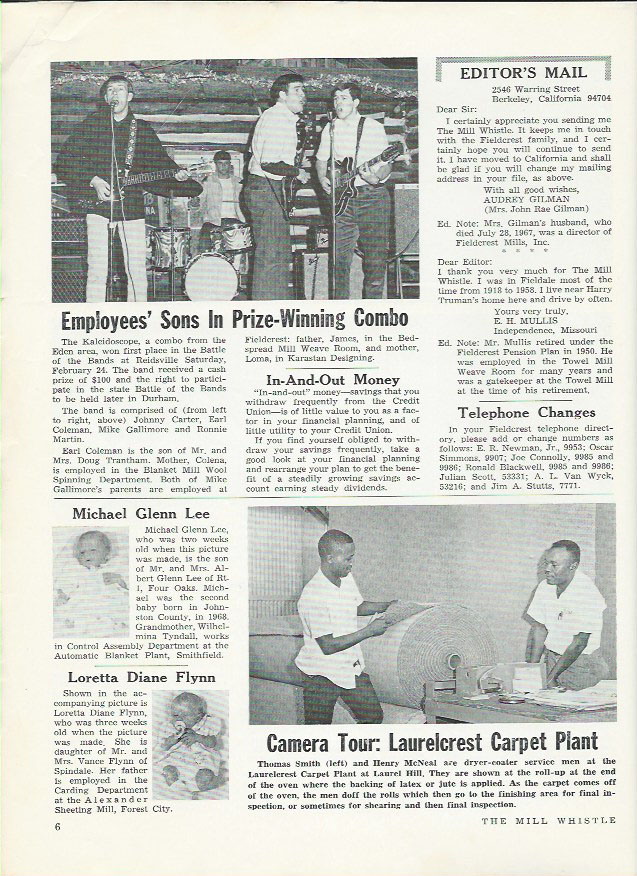 Employees' Sons In Prize-Winning Combo
The Kaleidoscope, a combo from the
Eden area, won first place in the Battle
of the Bands at Reidsville Saturday,
February 24. The band received a cash
prize of $100 and the right to partici-
pate in the state Battle of the Bands
to be held later in Durham.
The band is comprised of (from left
to right, above) Johnny Carter, Earl
Coleman, Mike Gallimore and Ronnie
Martin.
Earl Coleman is the son of Mr. and
Mrs. Doug Trantham. Mother, Colena,
is employed in the Blanket Mill Wool
Spinning Department. Both of Mike
Gallimore's parents are employed at
Fieldcrest: father, James, in the Bed-
spread Mill Weave Room, and mother,
Loma, in Karastan Designing.
In-And-Out Money
"In-and-out" money—savings that you
withdraw frequently from the Credit
Union—is of little value to you as a fac-
tor in your financial planning, and of
little utility to your Credit Union.
If you find yourself obliged to with-
draw your savings frequently, take a
good look at your financial planning
and rearrange your plan to get the bene-
fit of a steadily growing savings ac-
count earning steady dividends.
EDITOR'S MAIL
2546 Warring Street
Berkeley, California 94704
Dear Sir:
I certainly appreciate you sending me
The Mill Whistle. It keeps me in touch
with the Fieldcrest family, and I cer-
tainly hope you will continue to send
it. I have moved to California and shall
be glad if you will change my mailing
address in your file, as above.
With all good wishes,
AUDREY GILMAN
(Mrs. John Rae Gilman)
Ed. Note: Mrs. Gilman's husband, who
died July 28, 1967, was a director of
Fieldcrest Mills, Inc.
* * * *
Dear Editor:
I thank you very much for The Mill
Whistle. I was in Fieldale most of the
time from 1918 to 1958. I live near Harry
Truman's home here and drive by often.
Yours very truly,
E. H. MULLIS
Independence, Missouri
Ed. Note: Mr. Mullis retired under the
Fieldcrest Pension Plan in 1950. He
was employed in the Towel Mill
Weave Room for many years and
was a gatekeeper at the Towel Mill
at the time of his retirement.
Telephone Changes
In your Fieldcrest telephone direct-
ory, please add or change numbers as
follows: E. R. Newman, Jr., 9953; Oscar
Simmons, 9907; Joe Connolly, 9985 and
9986; Ronald Blackwell, 9985 and 9986;
Julian Scott, 53331; A. L. Van Wyck,
53216; and Jim A. Stutts, 7771.
Michael Glenn Lee
Michael Glenn Lee,
who was two weeks
old when this picture
was made, is the son
of Mr. and Mrs. Al-
bert Glenn Lee of Rt.
1, Four Oaks. Mich-
ael was the second
baby born in John-
ston County, in 1968.
Grandmother, Wilhel-
mina Tyndall, works
in Control Assembly Department at the
Automatic Blanket Plant, Smithfield.
Loretta Diane Flynn
Shown in the ac-
companying picture is
Loretta Diane Flynn,
who was three weeks
old when the picture
was made. She is
daughter of Mr. and
Mrs. Vance Flynn of
Spindale. Her father
is employed in the
Carding Department
at the Alexander
Sheeting Mill, Forest City.
Camera Tour: Laurelcrest Carpet Plant
Thomas Smith (left) and Henry McNeal are dryer-coater service men at the
Laurelcrest Carpet Plant at Laurel Hill. They are shown at the roll-up at the end
of the oven where the backing of latex or jute is applied. As the carpet comes off
of the oven, the men doff the rolls which then go to the finishing area for final in-
spection, or sometimes for shearing and then final inspection.
6
THE MILL WHISTLE